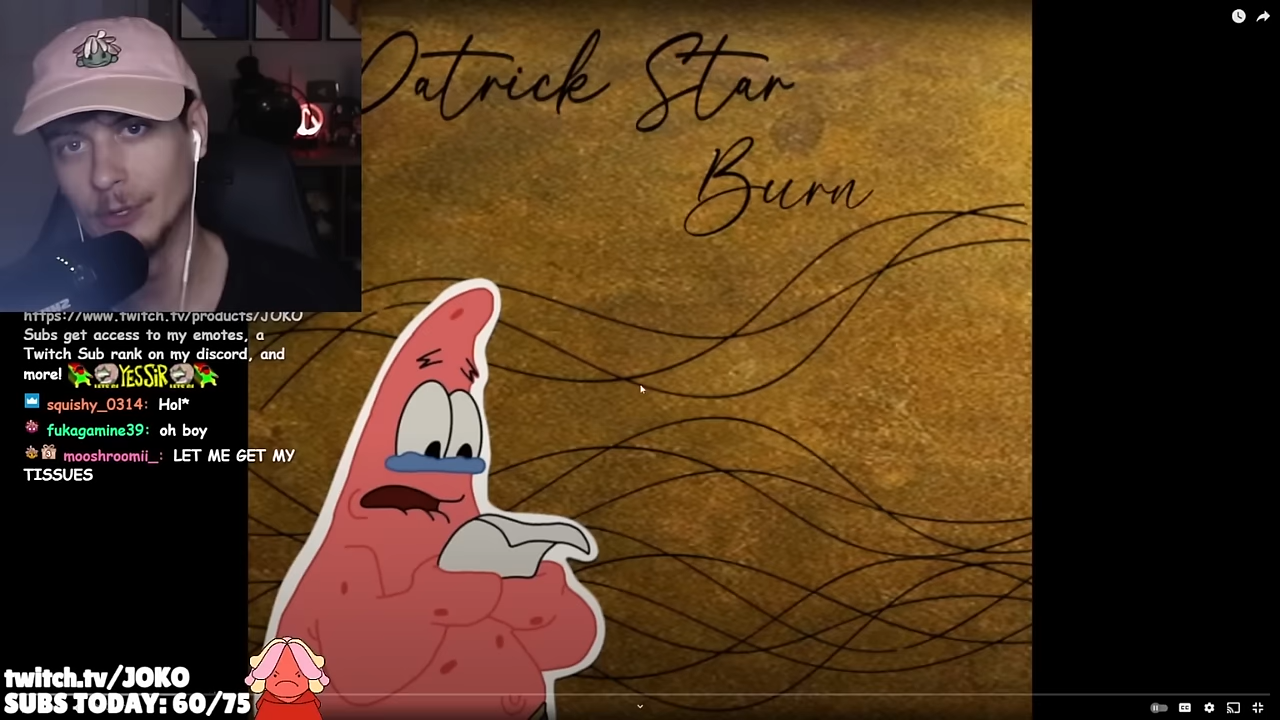 Patrick Star
Burn
https://www.twitch.tv/products/JOKO
Subs get access to my emotes, a
Twitch Sub rank on my discord, and
more! YES SiR
squishy_0314: Hol*
fukagamine39: oh boy
mooshroomii_: LET ME GET MY
TISSUES
twitch.tv/JOKO
SUBS TODAY: 60/75